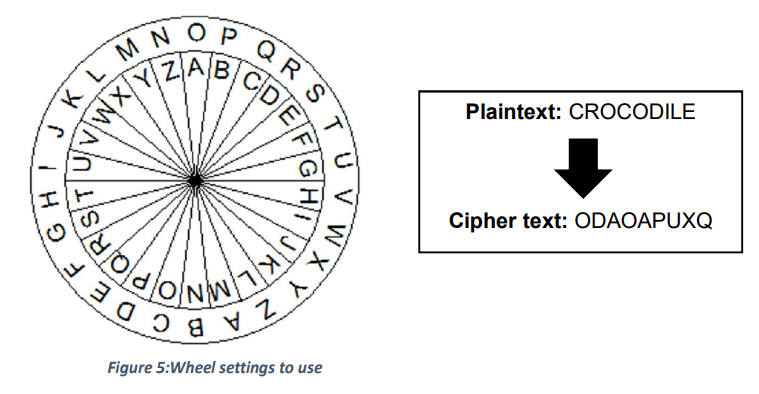 O P Q R S T U V W X Y Z A B C D E F G H I J K L M N
A B C D E F G H I J K L M N O P Q R S T U V W X Y Z
Figure 5:Wheel settings to use
Plaintext: CROCODILE
Cipher text: ODAOAPUXQ